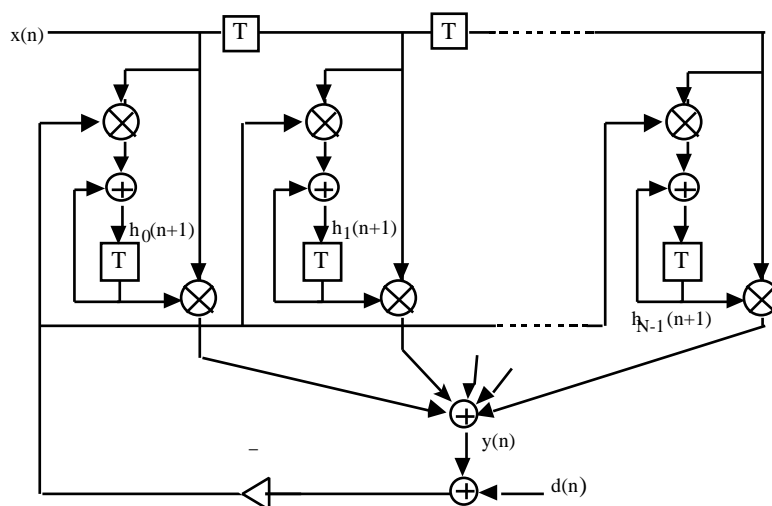 x(n)
T
T
h0(n+1)
h1(n+1)
T
T
T
hN-1(n+1)
y(n)
–
d(n)